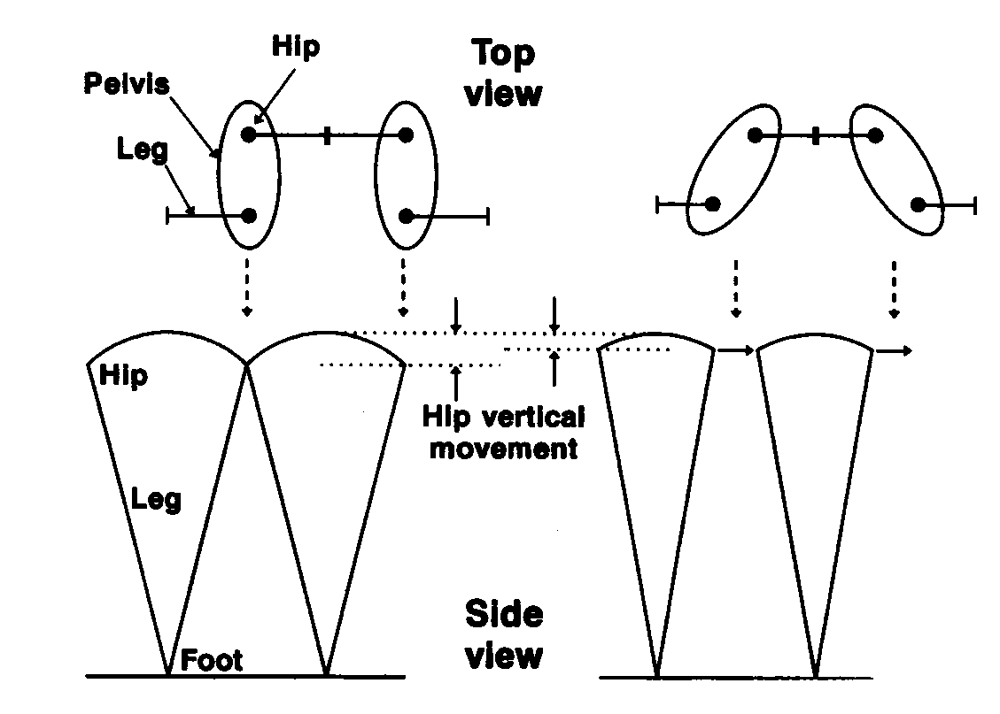 Hip
Top
view
Pelvis
Leg
Hip
Hip vertical
movement
Leg
Side
view
Foot